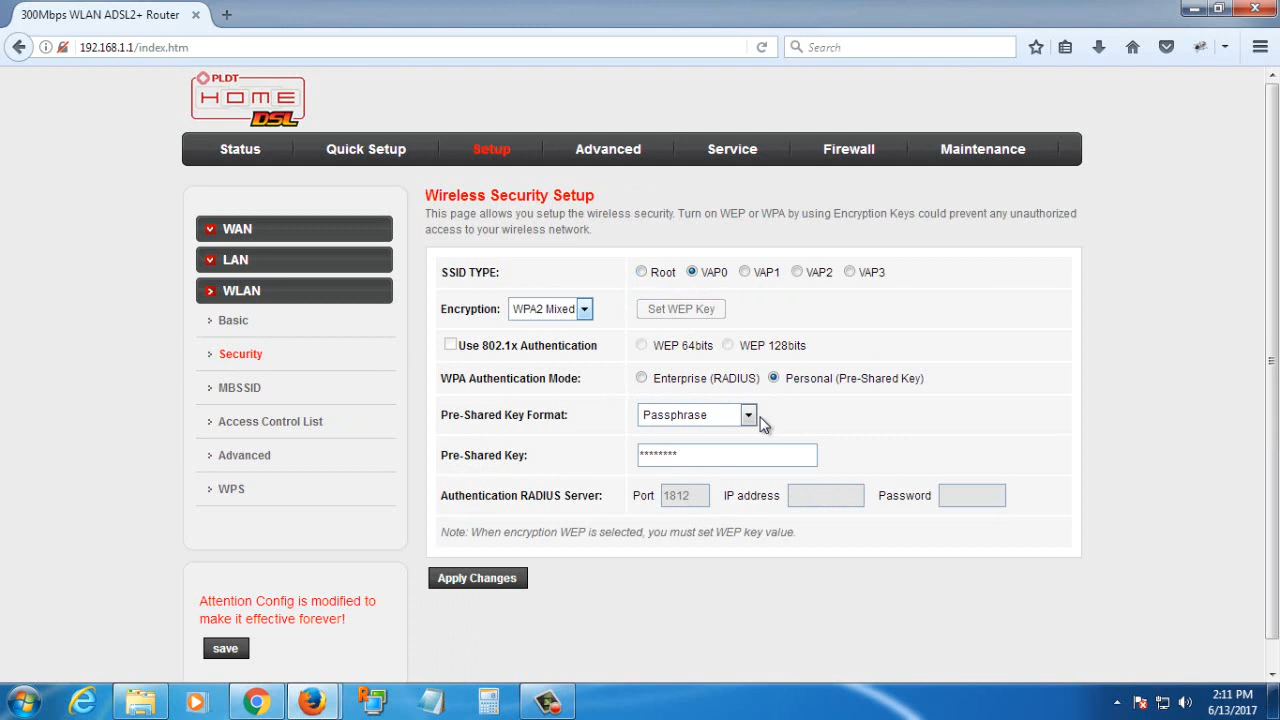 300Mbps WLAN ADSL2+ Router
192.168.1.1/index.htm
Search
PLDT
HOME
DSL
Status Quick Setup Setup Advanced Service Firewall Maintenance
WAN
LAN
WLAN
Basic
Security
MBSSID
Access Control List
Advanced
WPS
Attention Config is modified to
make it effective forever!
save
Wireless Security Setup
This page allows you setup the wireless security. Turn on WEP or WPA by using Encryption Keys could prevent any unauthorized
access to your wireless network.
SSID TYPE: Root VAP0 VAP1 VAP2 VAP3
Encryption: WPA2 Mixed Set WEP Key
Use 802.1x Authentication WEP 64bits WEP 128bits
WPA Authentication Mode: Enterprise (RADIUS) Personal (Pre-Shared Key)
Pre-Shared Key Format: Passphrase
Pre-Shared Key: ********
Authentication RADIUS Server: Port 1812 IP address Password
Note: When encryption WEP is selected, you must set WEP key value.
Apply Changes
2:11 PM
6/13/2017